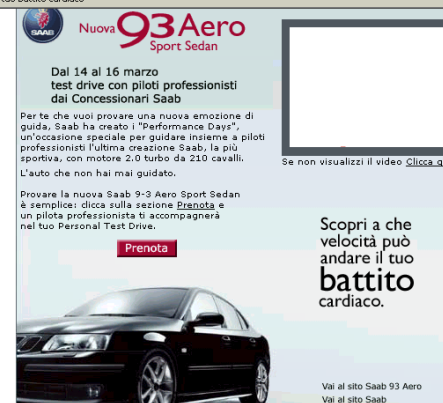 tuo battito cardiaco
SAAB
Nuova 93 Aero
Sport Sedan
Dal 14 al 16 marzo
test drive con piloti professionisti
dai Concessionari Saab
Per te che vuoi provare una nuova emozione di
guida, Saab ha creato i "Performance Days",
un'occasione speciale per guidare insieme a piloti
professionisti l'ultima creazione Saab, la più
sportiva, con motore 2.0 turbo da 210 cavalli.
L'auto che non hai mai guidato.
Provare la nuova Saab 9-3 Aero Sport Sedan
è semplice: clicca sulla sezione Prenota e
un pilota professionista ti accompagnerà
nel tuo Personal Test Drive.
Prenota
Se non visualizzi il video Clicca q
Scopri a che
velocità può
andare il tuo
battito
cardiaco.
Vai al sito Saab 93 Aero
Vai al sito Saab